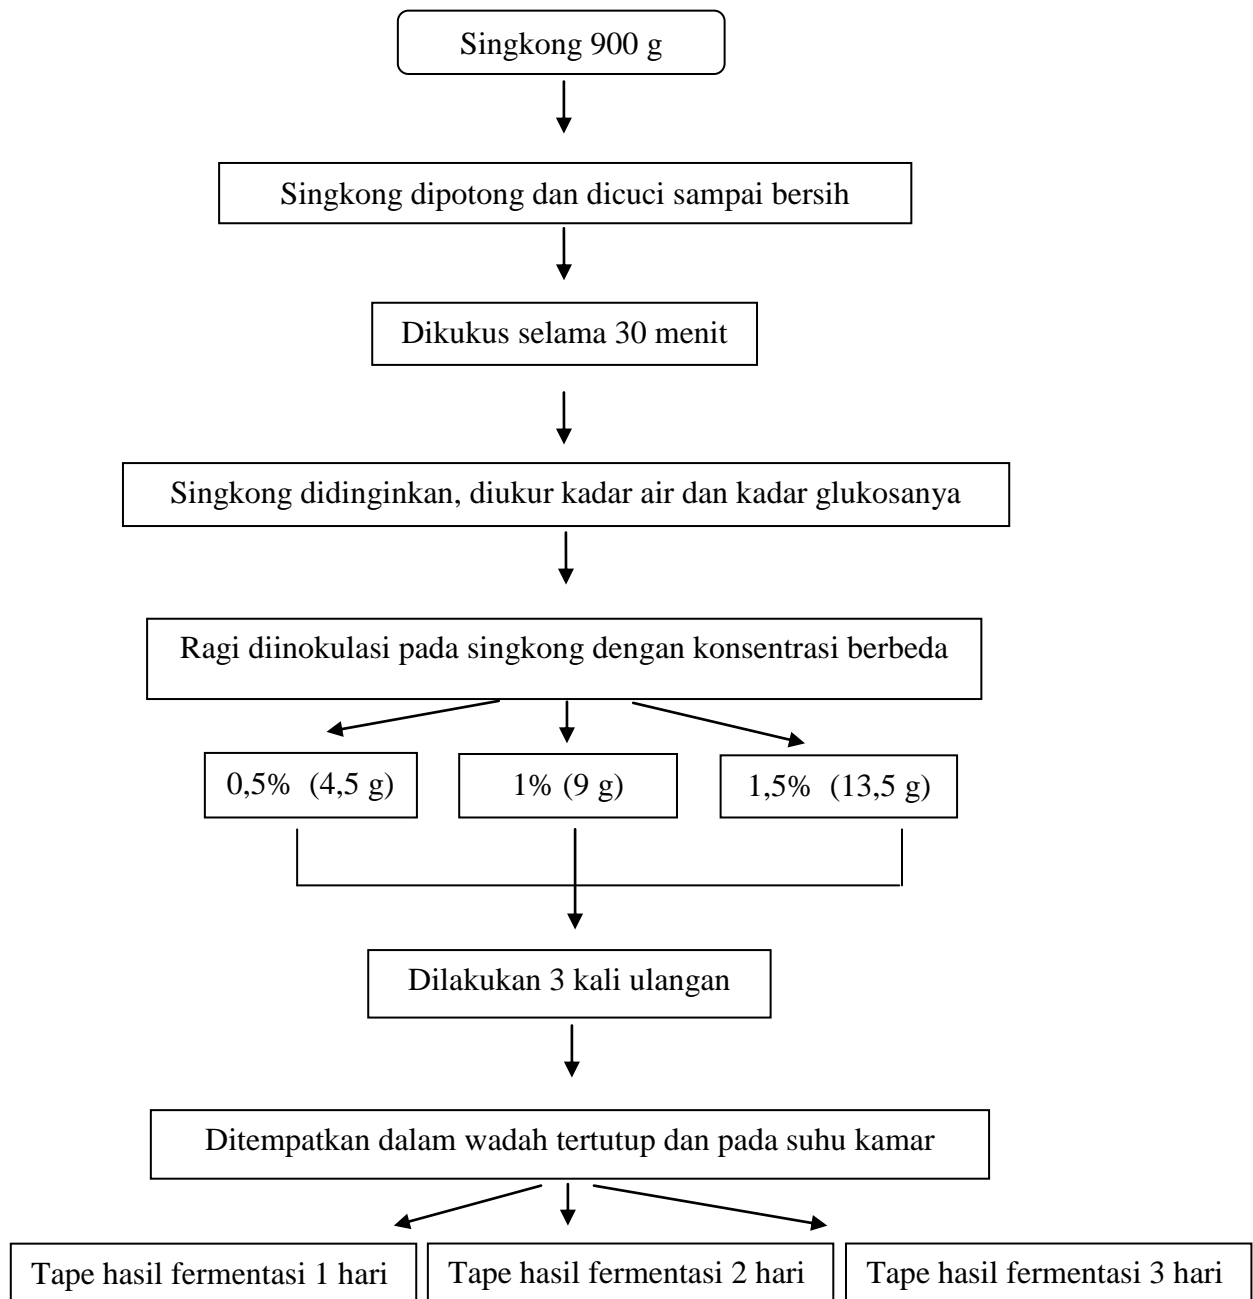 Singkong 900 g
Singkong dipotong dan dicuci sampai bersih
Dikukus selama 30 menit
Singkong didinginkan, diukur kadar air dan kadar glukosanya
Ragi diinokulasi pada singkong dengan konsentrasi berbeda
0,5% (4,5 g)
1% (9 g)
1,5% (13,5 g)
Dilakukan 3 kali ulangan
Ditempatkan dalam wadah tertutup dan pada suhu kamar
Tape hasil fermentasi 1 hari
Tape hasil fermentasi 2 hari
Tape hasil fermentasi 3 hari